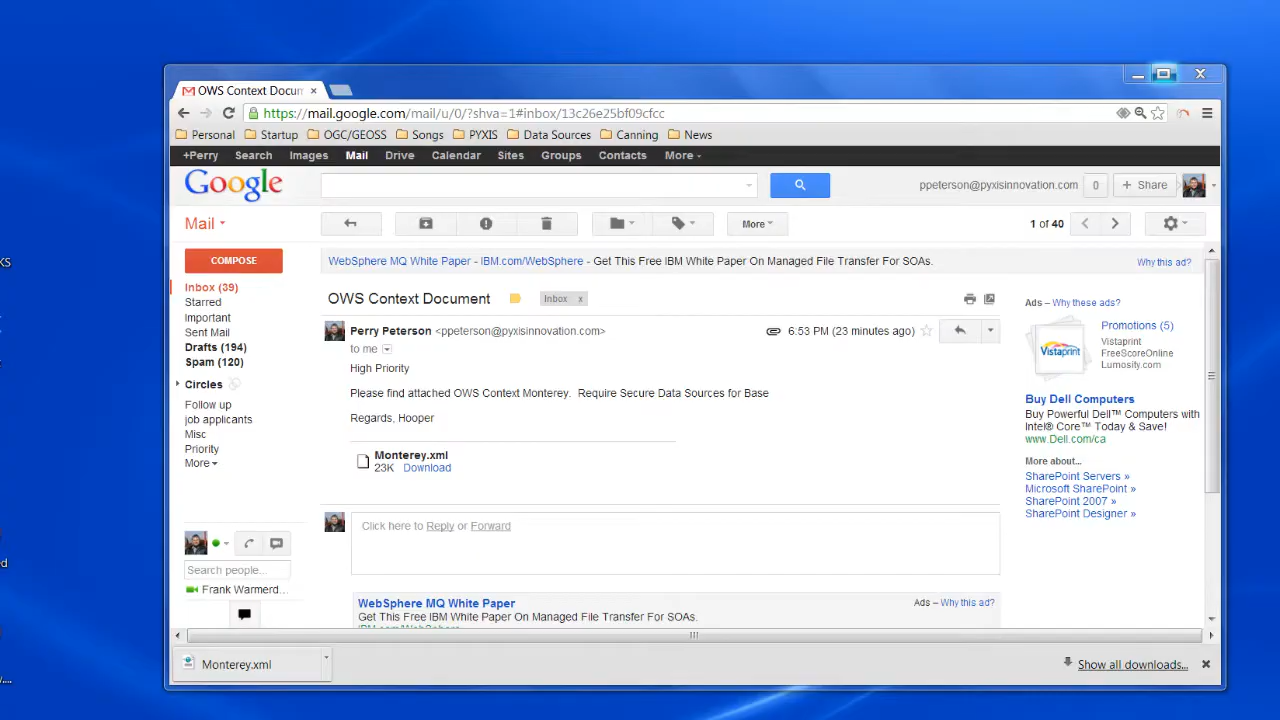 OWS Context Docum
https://mail.google.com/mail/u/0/?shva=1#inbox/13c26e25bf09cfcc
Personal Startup OGC/GEOSS Songs PYXIS Data Sources Canning News
+Perry Search Images Mail Drive Calendar Sites Groups Contacts More
Google
ppeterson@pyxisinnovation.com 0 + Share
Mail
More
1 of 40
COMPOSE
WebSphere MQ White Paper - IBM.com/WebSphere - Get This Free IBM White Paper On Managed File Transfer For SOAs.
Why this ad?
Inbox (39)
Starred
Important
Sent Mail
Drafts (194)
Spam (120)
Circles
Follow up
job applicants
Misc
Priority
More
Search people...
Frank Warmerd...
OWS Context Document
Inbox x
Perry Peterson <ppeterson@pyxisinnovation.com>
6:53 PM (23 minutes ago)
to me
High Priority
Please find attached OWS Context Monterey. Require Secure Data Sources for Base
Regards, Hooper
Monterey.xml
23K Download
Click here to Reply or Forward
WebSphere MQ White Paper
Ads – Why this ad?
Get This Free IBM White Paper On Managed File Transfer For SOAs.
IBM.com/WebSphere
Ads – Why these ads?
Promotions (5)
Vistaprint
Vistaprint
FreeScoreOnline
Lumosity.com
Buy Dell Computers
Buy Powerful Dell™ Computers with
Intel® Core™ Today & Save!
www.Dell.com/ca
More about...
SharePoint Servers »
Microsoft SharePoint »
SharePoint 2007 »
SharePoint Designer »
Monterey.xml
Show all downloads...
KS
ed
w....